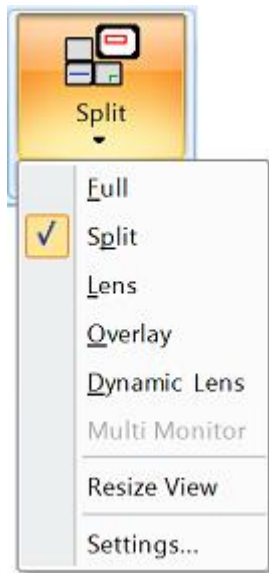 Split
Full
Split
Lens
Overlay
Dynamic Lens
Multi Monitor
Resize View
Settings...